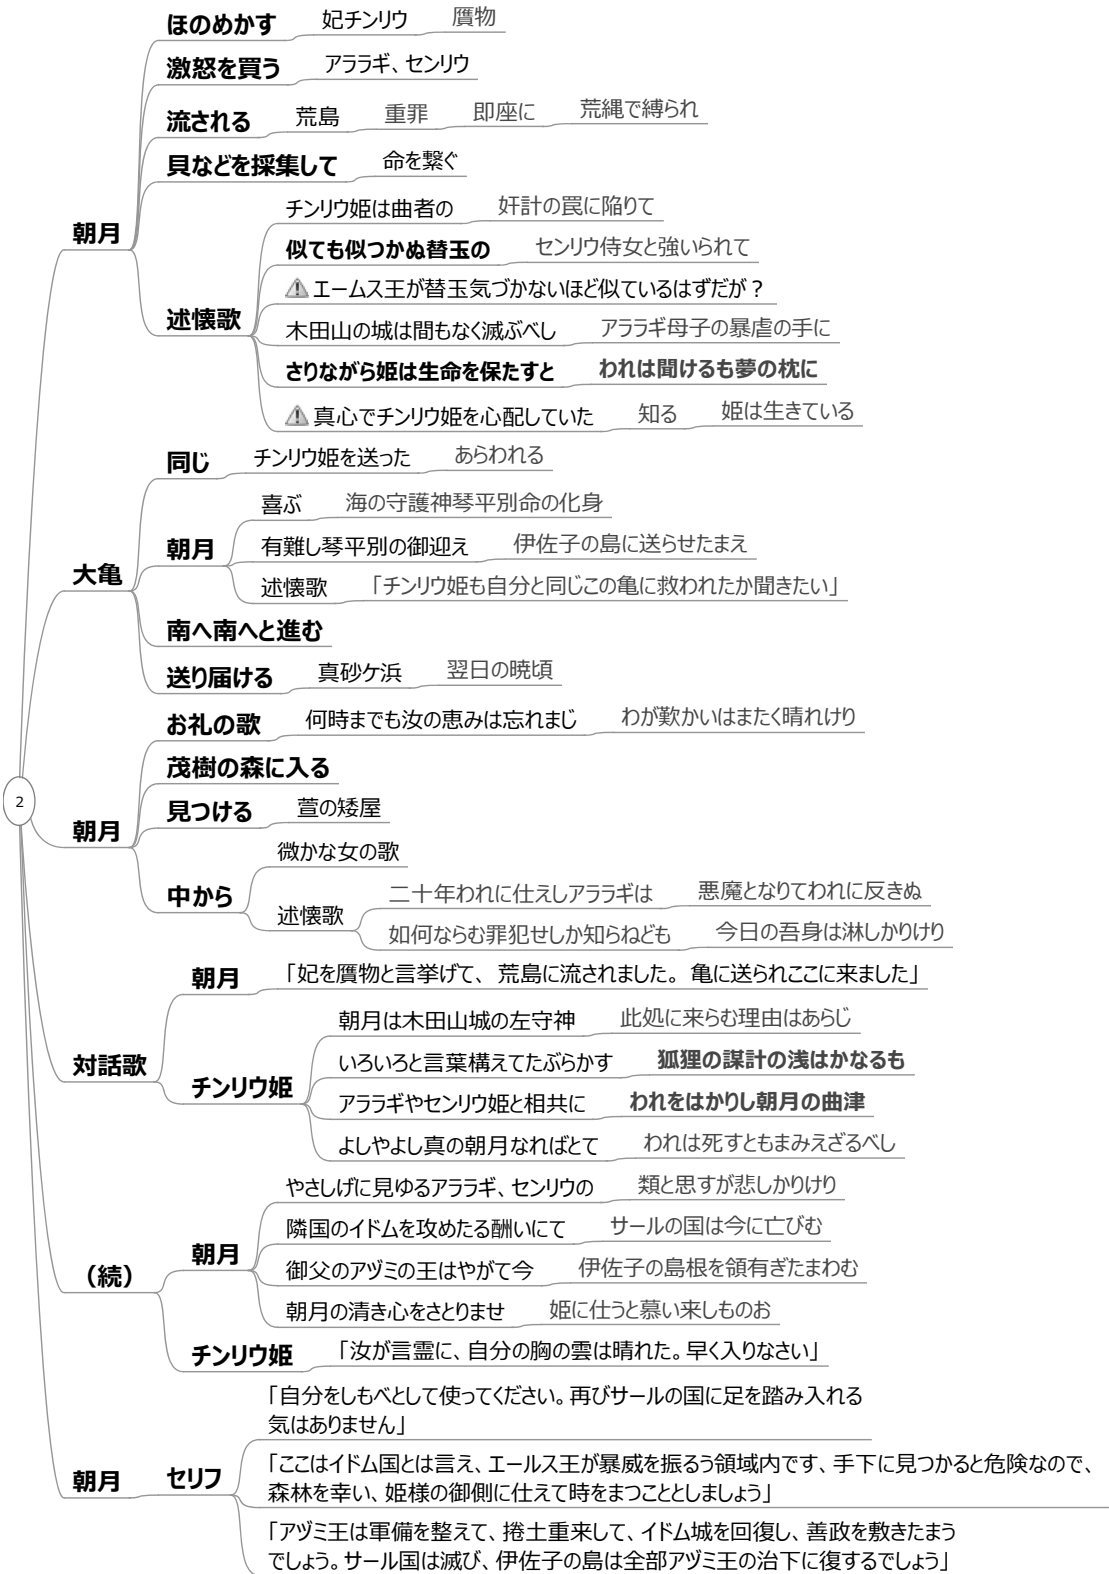 ほのめかす 妃チンリウ 贋物
激怒を買う アララギ、センリウ
流される 荒島 重罪 即座に 荒縄で縛られ
貝などを採集して 命を繋ぐ
朝月
チンリウ姫は曲者の 奸計の罠に陥りて
似ても似つかぬ替玉の センリウ侍女と強いられて
エームス王が替玉気づかないほど似ているはずだが？
述懐歌
木田山の城は間もなく滅ぶべし アララギ母子の暴虐の手に
さりながら姫は生命を保たすと われは聞けるも夢の枕に
真心でチンリウ姫を心配していた 知る 姫は生きている
同じ チンリウ姫を送った あらわれる
喜ぶ 海の守護神琴平別命の化身
朝月 有難し琴平別の御迎え 伊佐子の島に送らせたまえ
大亀
述懐歌 「チンリウ姫も自分と同じこの亀に救われたか聞きたい」
南へ南へと進む
送り届ける 真砂ケ浜 翌日の暁頃
お礼の歌 何時までも汝の恵みは忘れまじ わが歎かいはまたく晴れけり
茂樹の森に入る
2
見つける 萱の矮屋
朝月
微かな女の歌
中から
述懐歌
二十年われに仕えしアララギは 悪魔となりてわれに反きぬ
如何ならむ罪犯せしか知らねども 今日の吾身は淋しかりけり
朝月 「妃を贋物と言挙げて、荒島に流されました。亀に送られここに来ました」
朝月は木田山城の左守神 此処に来らむ理由はあらじ
対話歌
いろいろと言葉構えてたぶらかす 狐狸の謀計の浅はかなるも
チンリウ姫
アララギやセンリウ姫と相共に われをはかりし朝月の曲津
よしやよし真の朝月なればとて われは死すともまみえざるべし
やさしげに見ゆるアララギ、センリウの 類と思すが悲しかりけり
隣国のイドムを攻めたる酬いにて サールの国は今に亡びむ
朝月
（続）
御父のアヅミの王はやがて今 伊佐子の島根を領有ぎたまわむ
朝月の清き心をさとりませ 姫に仕うと慕い来しものお
チンリウ姫 「汝が言霊に、自分の胸の雲は晴れた。早く入りなさい」
「自分をしもべとして使ってください。再びサールの国に足を踏み入れる
気はありません」
朝月 セリフ
「ここはイドム国とは言え、エールス王が暴威を振るう領域内です、手下に見つかると危険なので、
森林を幸い、姫様の御側に仕えて時をまつこととしましょう」
「アヅミ王は軍備を整えて、捲土重来して、イドム城を回復し、善政を敷きたまう
でしょう。サール国は滅び、伊佐子の島は全部アヅミ王の治下に復するでしょう」